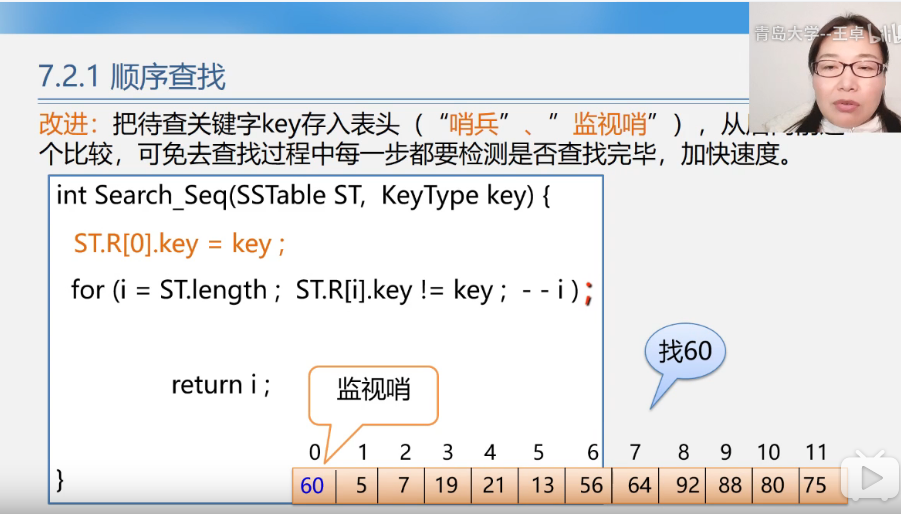 青岛大学--王卓
7.2.1 顺序查找
改进：把待查关键字key存入表头（“哨兵”、”监视哨”），从
个比较，可免去查找过程中每一步都要检测是否查找完毕，加快速度。
int Search_Seq(SSTable ST, KeyType key) {
ST.R[0].key = key ;
for (i = ST.length ; ST.R[i].key != key ; - - i ) ;
找60
return i ;
监视哨
0 1 2 3 4 5 6 7 8 9 10 11
60 5 7 19 21 13 56 64 92 88 80 75
}